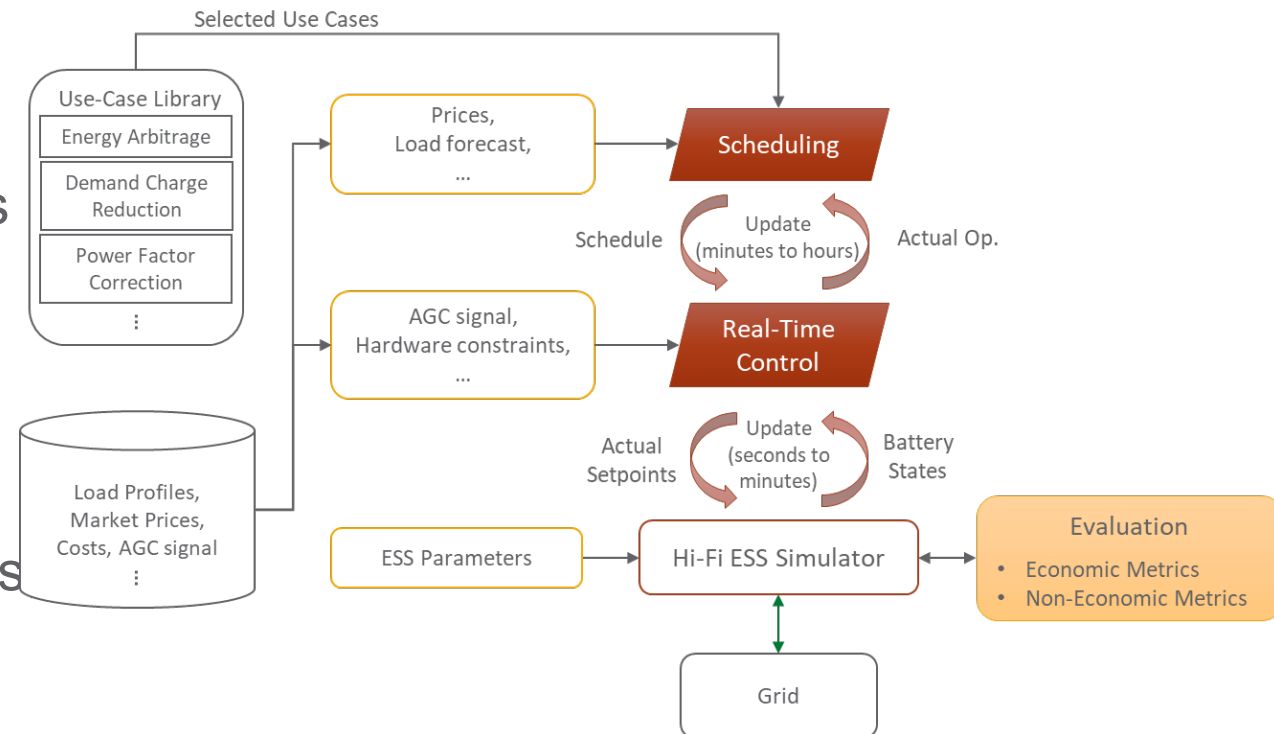 Selected Use Cases
Use-Case Library
Energy Arbitrage
Demand Charge
Reduction
Power Factor
Correction
⋮
Load Profiles,
Market Prices,
Costs, AGC signal
⋮
s
s
Prices,
Load forecast,
...
AGC signal,
Hardware constraints,
...
ESS Parameters
Scheduling
Schedule
Update
(minutes to hours)
Actual Op.
Real-Time
Control
Actual
Setpoints
Update
(seconds to
minutes)
Battery
States
Hi-Fi ESS Simulator
Grid
Evaluation
• Economic Metrics
• Non-Economic Metrics